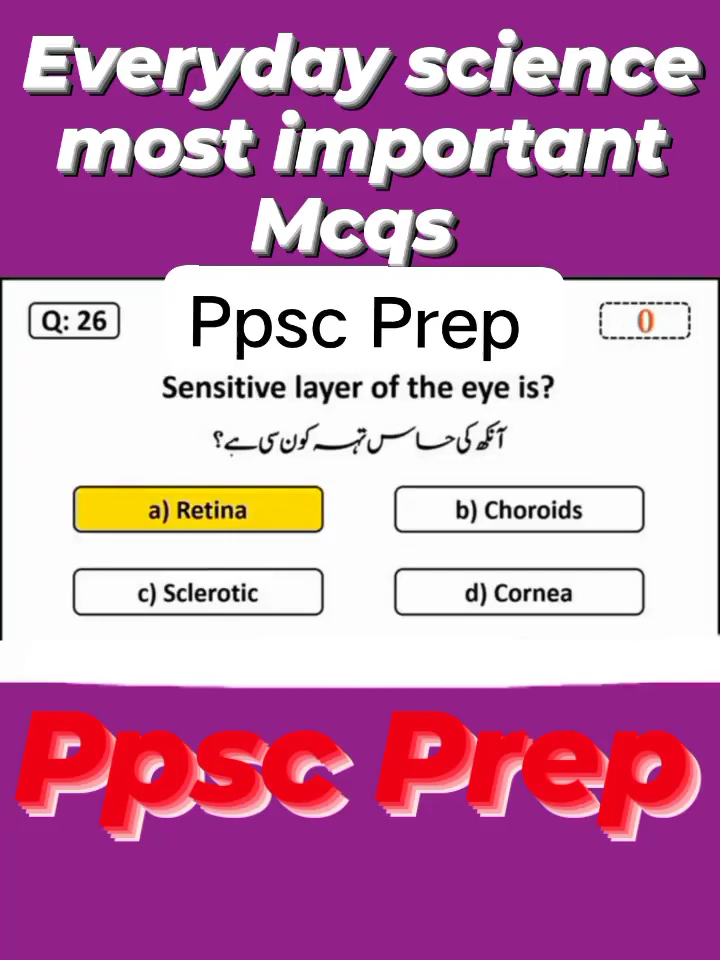 Everyday science
most important
Mcqs
Ppsc Prep
Q: 26
0
Sensitive layer of the eye is?
آنکھ کی حساس تہہ کون سی ہے؟
a) Retina
b) Choroids
c) Sclerotic
d) Cornea
Ppsc Prep